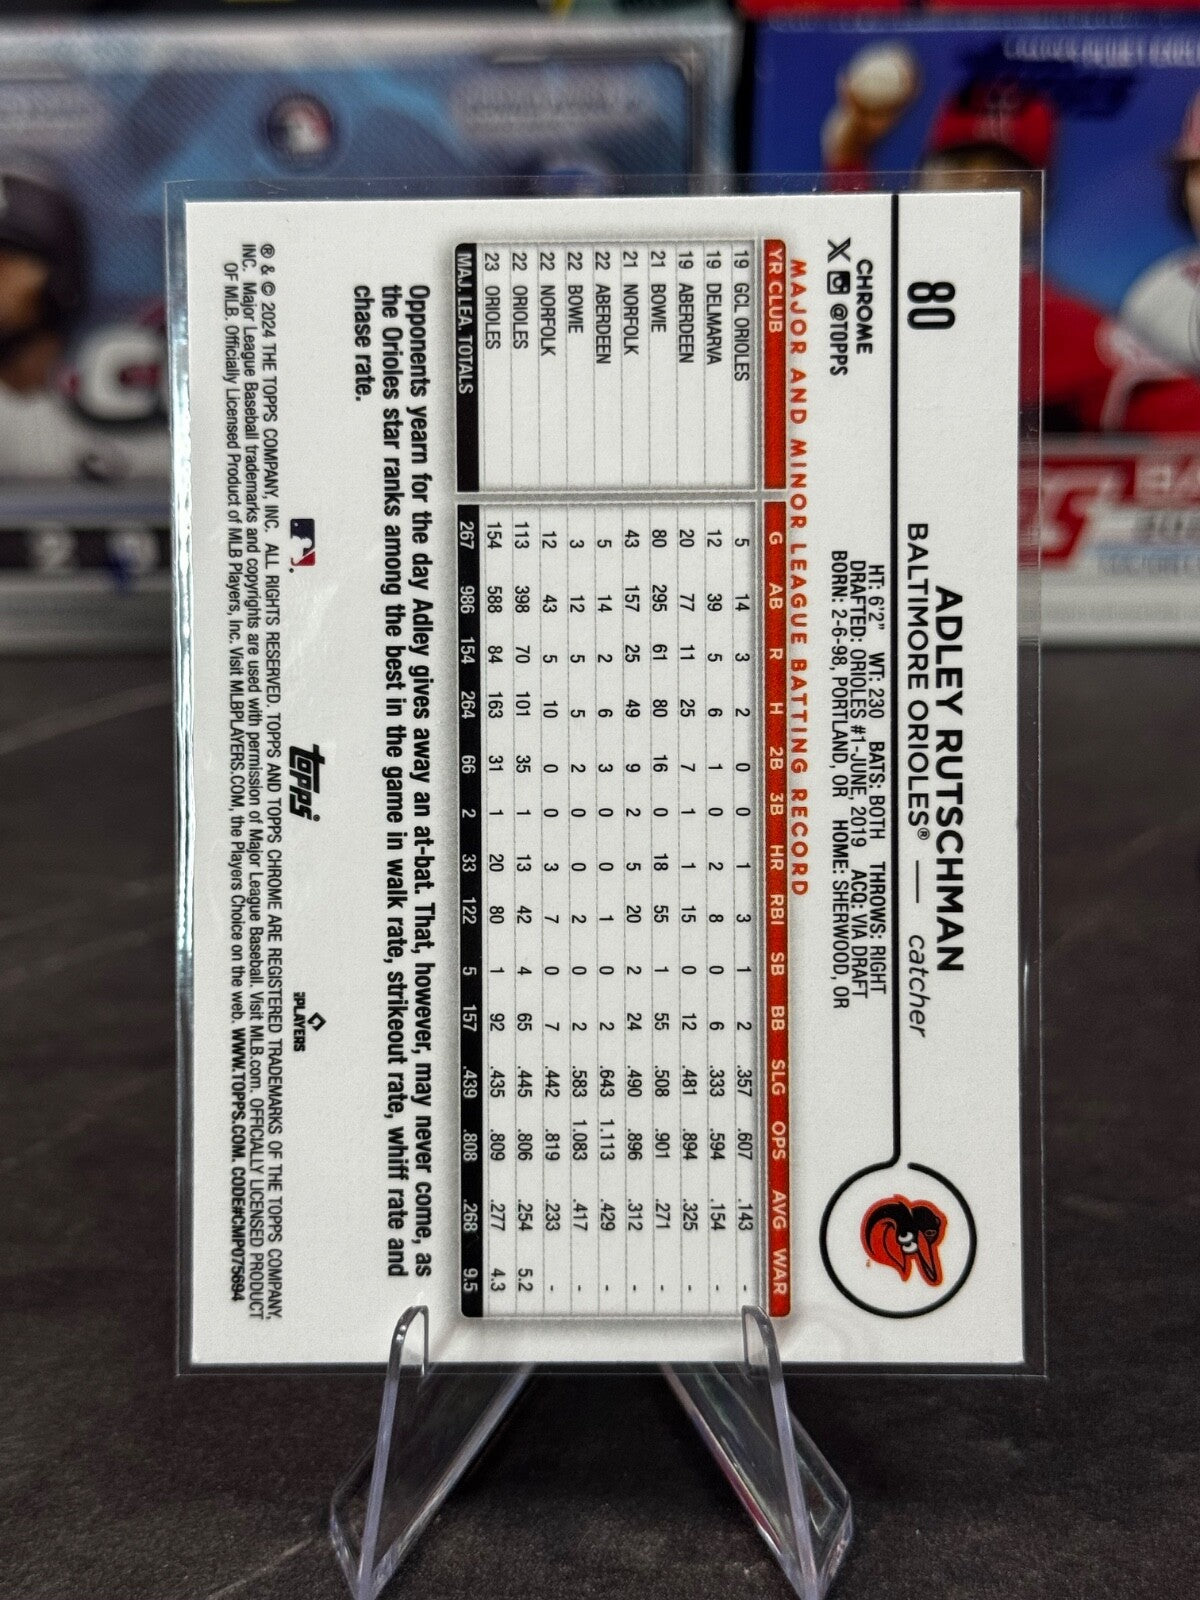 80
ADLEY RUTSCHMAN
BALTIMORE ORIOLES® — catcher
CHROME
X @TOPPS
HT: 6'2" WT: 230 BATS: BOTH THROWS: RIGHT
DRAFTED: ORIOLES #1-JUNE, 2019 ACQ: VIA DRAFT
BORN: 2-6-98, PORTLAND, OR HOME: SHERWOOD, OR
MAJOR AND MINOR LEAGUE BATTING RECORD
YR CLUB G AB R H 2B 3B HR RBI SB BB SLG OPS AVG WAR
19 GCL ORIOLES 5 14 3 2 0 0 1 3 1 2 .357 .607 .143 -
19 DELMARVA 12 39 5 6 1 0 2 8 0 6 .333 .594 .154 -
19 ABERDEEN 20 77 11 25 7 1 1 15 0 12 .481 .894 .325 -
21 BOWIE 80 295 61 80 16 0 18 55 1 55 .508 .901 .271 -
21 NORFOLK 43 157 25 49 9 2 5 20 2 24 .490 .896 .312 -
22 ABERDEEN 5 14 2 6 3 0 0 1 0 2 .643 1.113 .429 -
22 BOWIE 3 12 5 5 2 0 0 2 0 2 .583 1.083 .417 -
22 NORFOLK 12 43 5 10 0 0 3 7 0 7 .442 .819 .233 -
22 ORIOLES 113 398 70 101 35 1 13 42 4 65 .445 .806 .254 5.2
23 ORIOLES 154 588 84 163 31 1 20 80 1 92 .435 .809 .277 4.3
MAJ. LEA. TOTALS 267 986 154 264 66 2 33 122 5 157 .439 .808 .268 9.5
Opponents yearn for the day Adley gives away an at-bat. That, however, may never come, as
the Orioles star ranks among the best in the game in walk rate, strikeout rate, whiff rate and
chase rate.
topps
PLAYERS
® & © 2024 THE TOPPS COMPANY, INC. ALL RIGHTS RESERVED. TOPPS AND TOPPS CHROME ARE REGISTERED TRADEMARKS OF THE TOPPS COMPANY,
INC. Major League Baseball trademarks and copyrights are used with permission of Major League Baseball. Visit MLB.com. OFFICIALLY LICENSED PRODUCT
OF MLB. Officially Licensed Product of MLB Players, Inc. Visit MLBPLAYERS.COM, the Players Choice on the web. WWW.TOPPS.COM. CODE#CMP075694